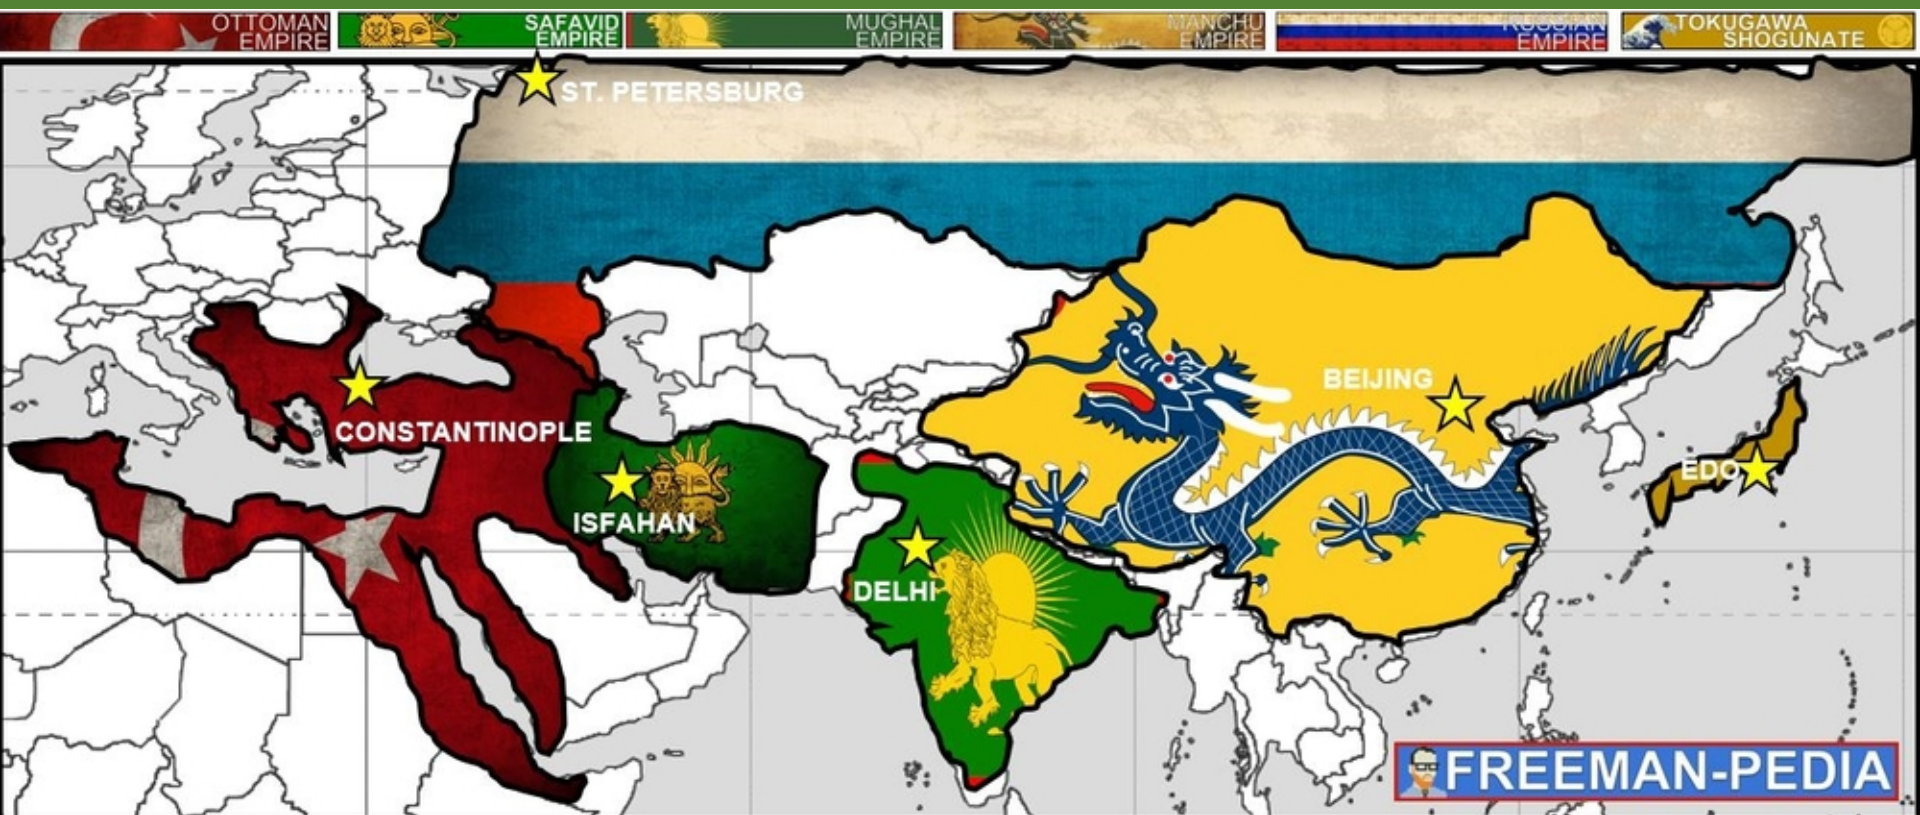 OTTOMAN
EMPIRE
SAFAVID
EMPIRE
MUGHAL
EMPIRE
MANCHU
EMPIRE
RUSSIAN
EMPIRE
TOKUGAWA
SHOGUNATE
ST. PETERSBURG
BEIJING
CONSTANTINOPLE
EDO
ISFAHAN
DELHI
FREEMAN-PEDIA